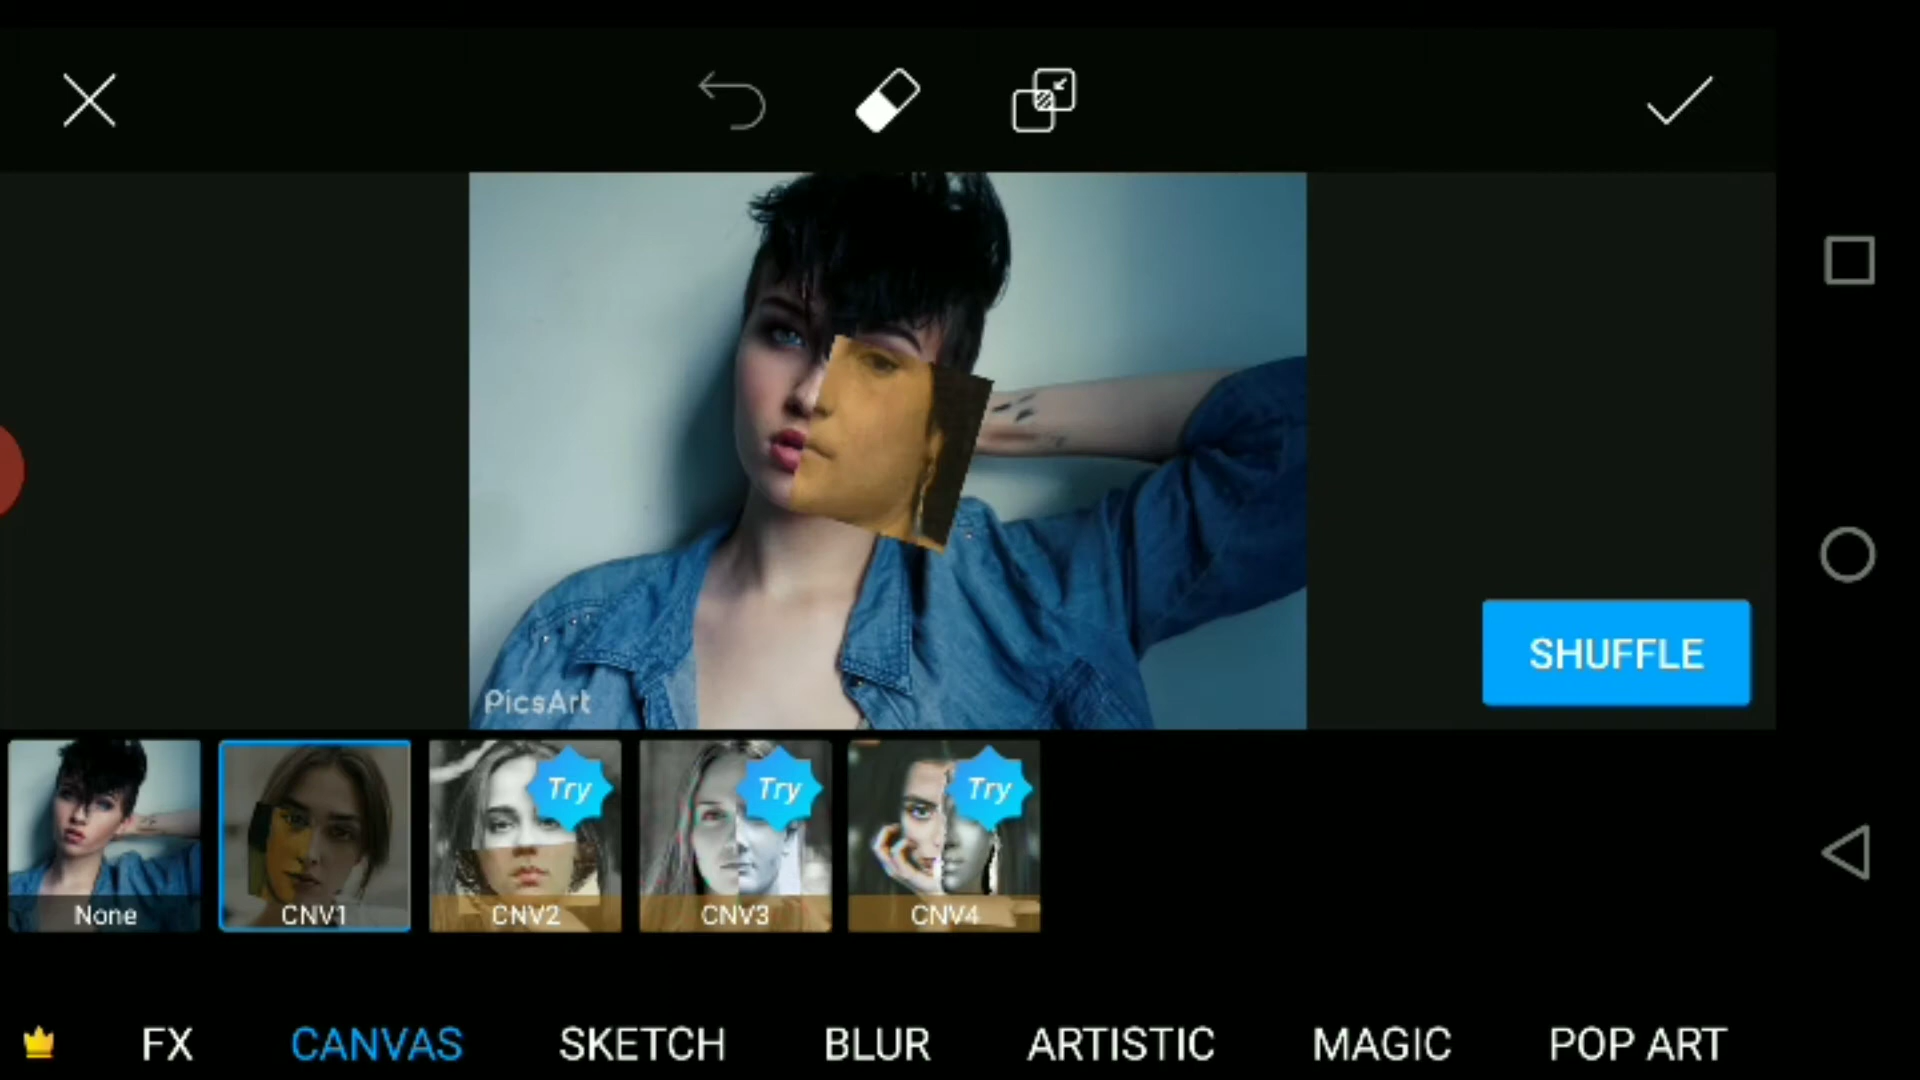 SHUFFLE
PicsArt
Try
Try
Try
None
CNV1
CNV2
CNV3
CNV4
FX
CANVAS
SKETCH
BLUR
ARTISTIC
MAGIC
POP ART